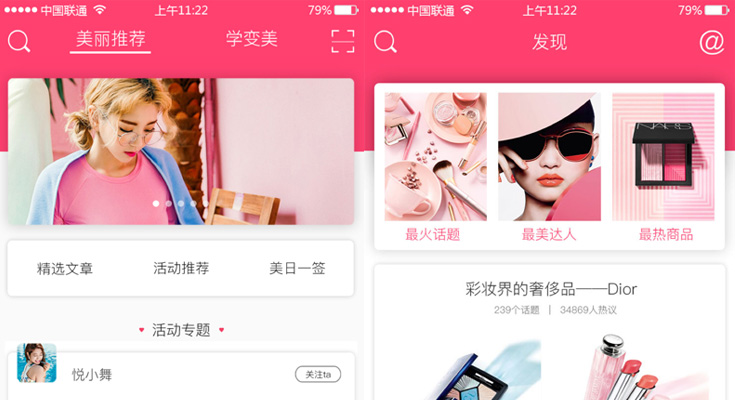 中国联通 上午11:22 79%
美丽推荐 学变美
精选文章 活动推荐 美日一签
活动专题
悦小舞 关注ta
中国联通 上午11:22 79%
发现 @
NARS
最火话题 最美达人 最热商品
彩妆界的奢侈品——Dior
239个话题 | 34869人热议